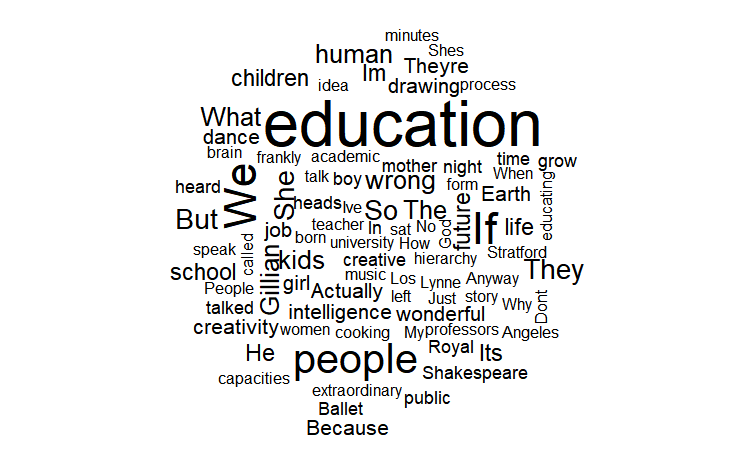 minutes
human Shes
Im Theyre
children idea drawing process
What education
dance
brain frankly academic mother night time grow
heard We She talk boy wrong form When Earth
But heads Ive So The future If life educating
job teacher In sat No God
speak called born university How Stratford
school Gillian kids creative hierarchy They
People girl music Los Lynne Anyway
talked Actually left Just story Why Dont
intelligence wonderful
creativity women cooking My professors Angeles
He people Royal Its
capacities Shakespeare
extraordinary public
Ballet
Because